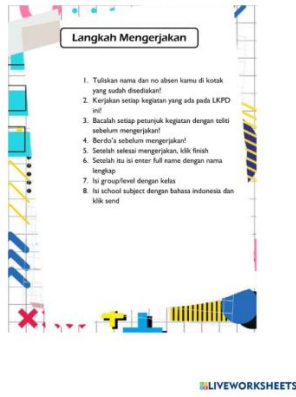 Langkah Mengerjakan
1. Tuliskan nama dan no absen kamu di kotak
yang sudah disediakan!
2. Kerjakan setiap kegiatan yang ada pada LKPD
ini!
3. Bacalah setiap petunjuk kegiatan dengan teliti
sebelum mengerjakan!
4. Berdo'a sebelum mengerjakan!
5. Setelah selesai mengerjakan, klik finish
6. Setelah itu isi enter full name dengan nama
lengkap
7. Isi group/level dengan kelas
8. Isi school subject dengan bahasa indonesia dan
klik send
LIVEWORKSHEETS